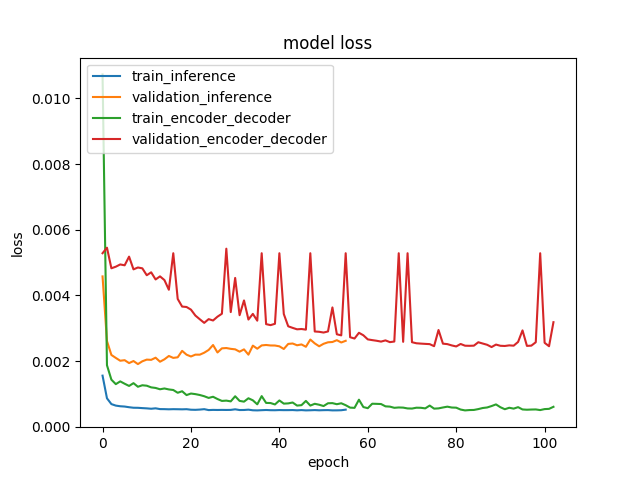 model loss
train_inference
validation_inference
train_encoder_decoder
validation_encoder_decoder
0.010
0.008
0.006
0.004
0.002
0.000
loss
0 20 40 60 80 100
epoch